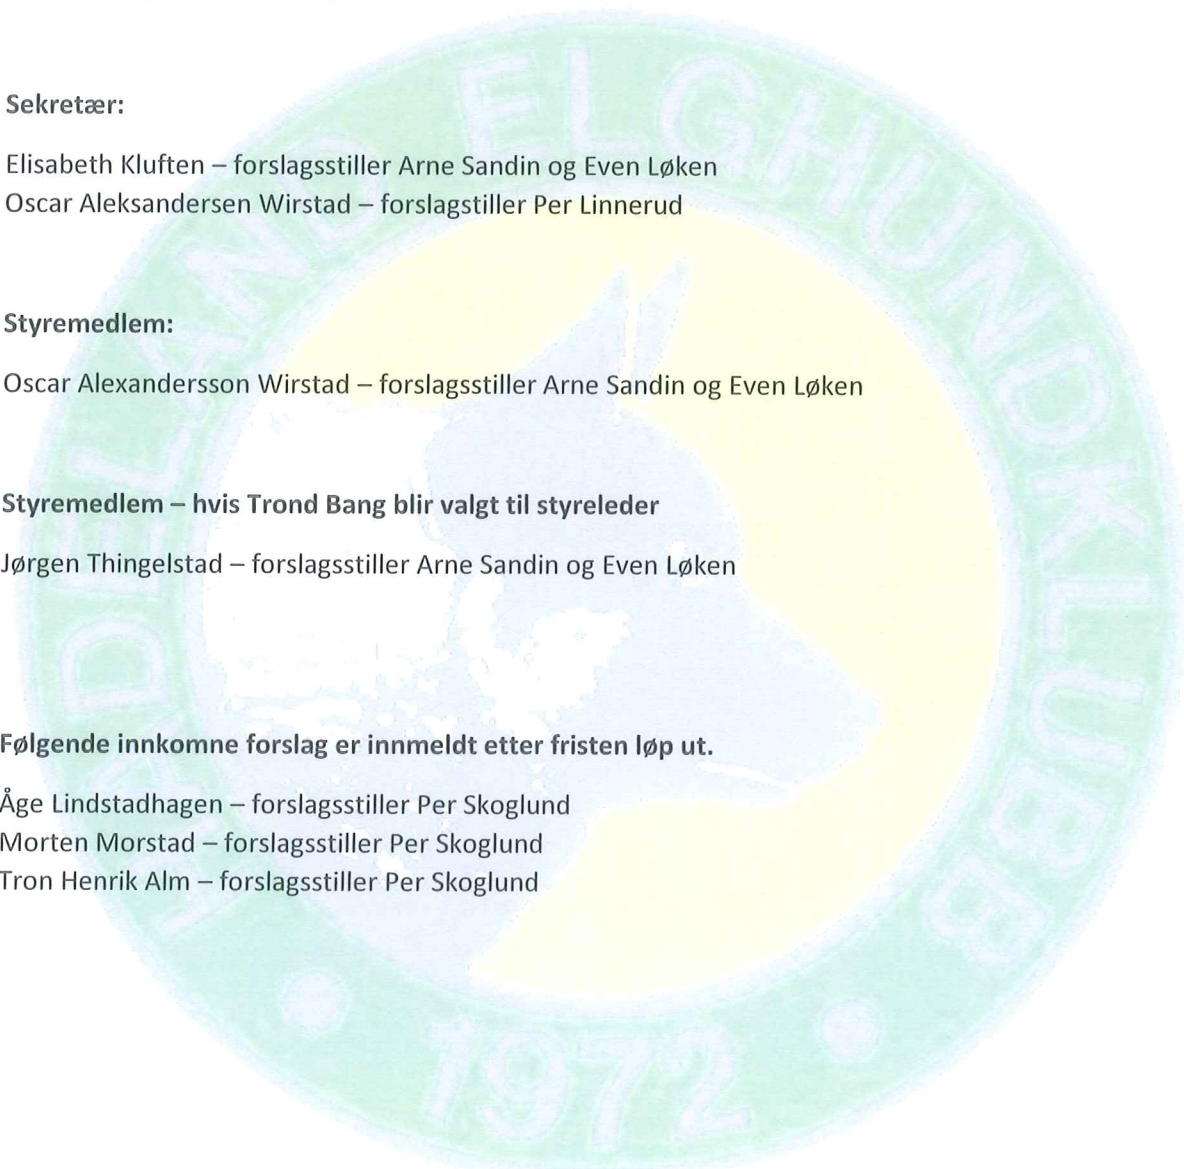 Sekretær:
Elisabeth Kluften – forslagsstiller Arne Sandin og Even Løken
Oscar Aleksandersen Wirstad – forslagstiller Per Linnerud
Styremedlem:
Oscar Alexandersson Wirstad – forslagsstiller Arne Sandin og Even Løken
Styremedlem – hvis Trond Bang blir valgt til styreleder
Jørgen Thingelstad – forslagsstiller Arne Sandin og Even Løken
Følgende innkomne forslag er innmeldt etter fristen løp ut.
Åge Lindstadhagen – forslagsstiller Per Skoglund
Morten Morstad – forslagsstiller Per Skoglund
Tron Henrik Alm – forslagsstiller Per Skoglund
HADELAND ELGHUNDKLUBB
• 1972 •